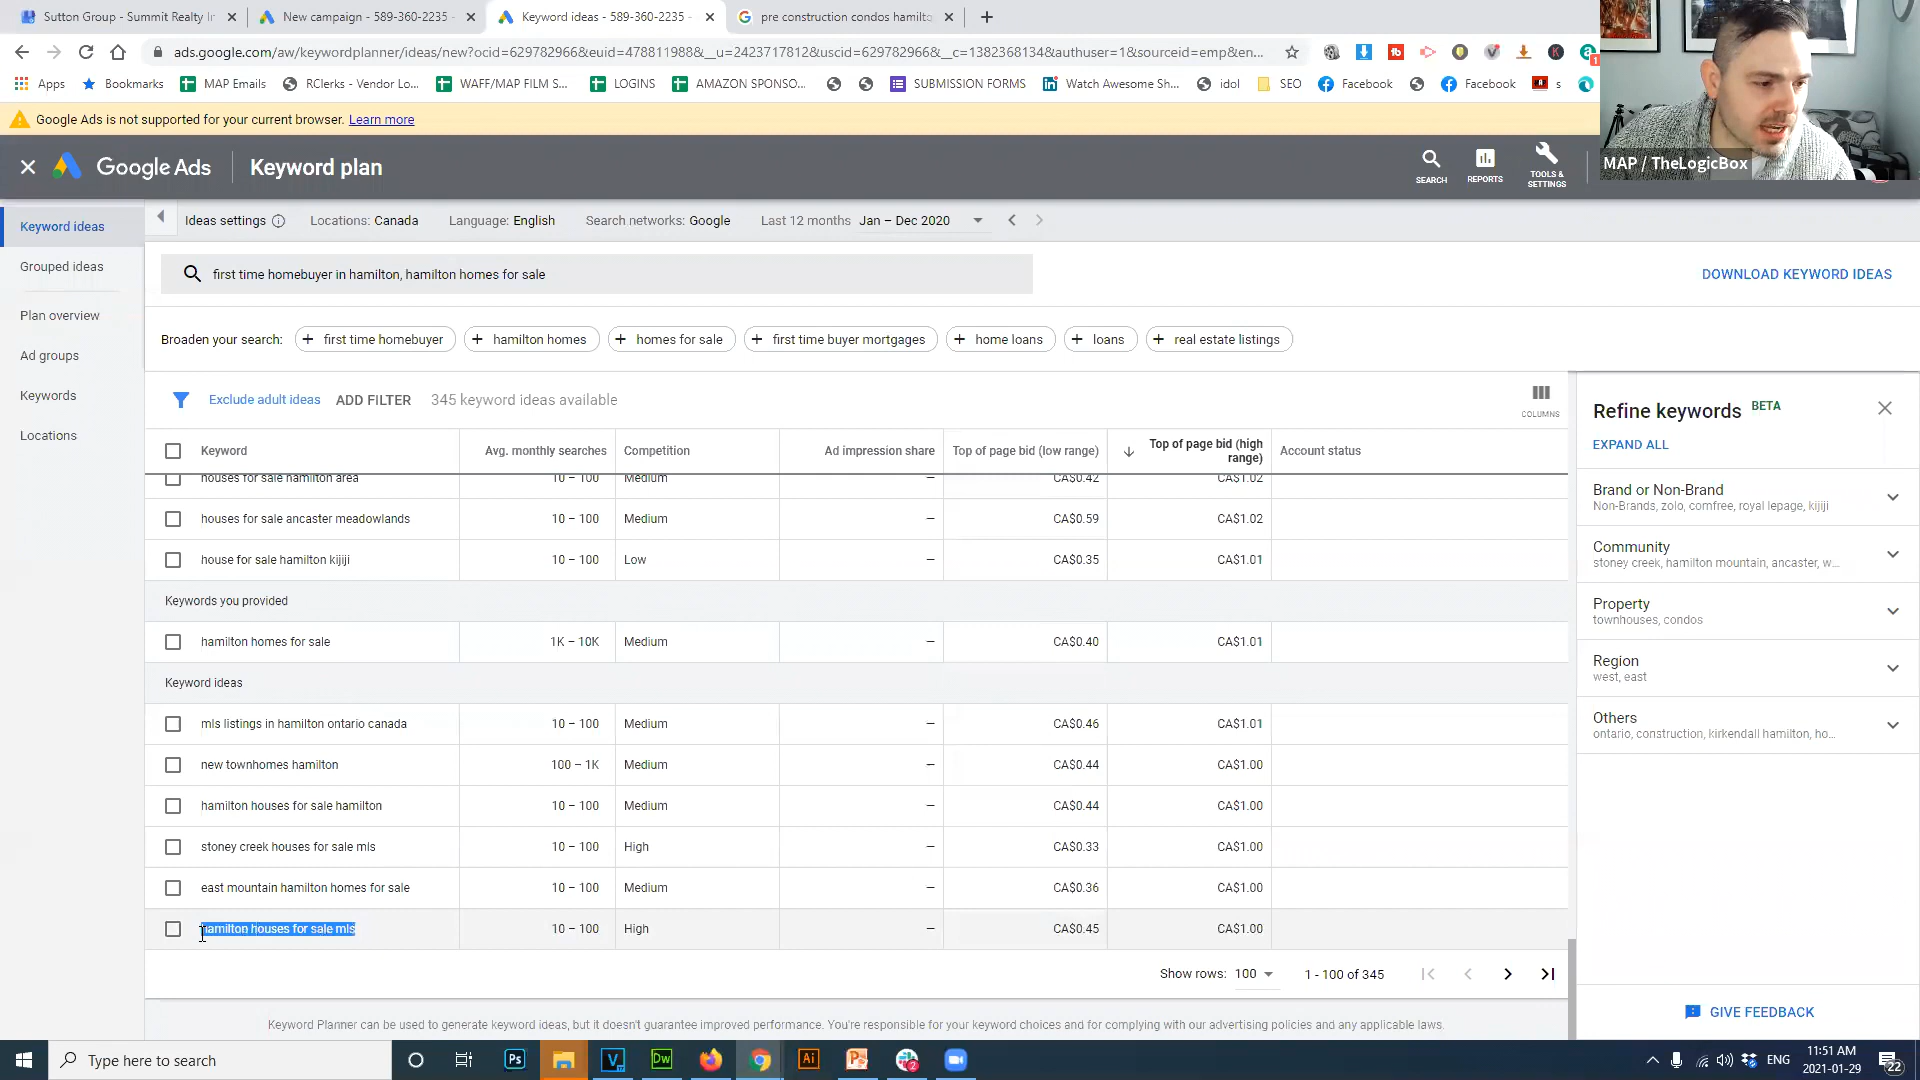 Sutton Group - Summit Realty In
New campaign - 589-360-2235 -
Keyword ideas - 589-360-2235 -
pre construction condos hamilto
ads.google.com/aw/keywordplanner/ideas/new?ocid=629782966&euid=478811988&__u=2423717812&uscid=629782966&__c=1382368134&authuser=1&sourceid=emp&en...
Apps Bookmarks MAP Emails RClerks - Vendor Lo... WAFF/MAP FILM S... LOGINS AMAZON SPONSO... SUBMISSION FORMS Watch Awesome Sh... idol SEO Facebook Facebook s
Google Ads is not supported for your current browser. Learn more
MAP / TheLogicBox
Google Ads Keyword plan
SEARCH REPORTS TOOLS & SETTINGS
Keyword ideas
Grouped ideas
Plan overview
Ad groups
Keywords
Locations
Ideas settings Locations: Canada Language: English Search networks: Google Last 12 months Jan – Dec 2020
first time homebuyer in hamilton, hamilton homes for sale
DOWNLOAD KEYWORD IDEAS
Broaden your search: first time homebuyer hamilton homes homes for sale first time buyer mortgages home loans loans real estate listings
Exclude adult ideas ADD FILTER 345 keyword ideas available
COLUMNS
Keyword Avg. monthly searches Competition Ad impression share Top of page bid (low range) Top of page bid (high range) Account status
houses for sale hamilton area 10 – 100 Medium – CA$0.42 CA$1.02
houses for sale ancaster meadowlands 10 – 100 Medium – CA$0.59 CA$1.02
house for sale hamilton kijiji 10 – 100 Low – CA$0.35 CA$1.01
Keywords you provided
hamilton homes for sale 1K – 10K Medium – CA$0.40 CA$1.01
Keyword ideas
mls listings in hamilton ontario canada 10 – 100 Medium – CA$0.46 CA$1.01
new townhomes hamilton 100 – 1K Medium – CA$0.44 CA$1.00
hamilton houses for sale hamilton 10 – 100 Medium – CA$0.44 CA$1.00
stoney creek houses for sale mls 10 – 100 High – CA$0.33 CA$1.00
east mountain hamilton homes for sale 10 – 100 Medium – CA$0.36 CA$1.00
hamilton houses for sale mls 10 – 100 High – CA$0.45 CA$1.00
Show rows: 100 1 - 100 of 345
Keyword Planner can be used to generate keyword ideas, but it doesn't guarantee improved performance. You're responsible for your keyword choices and for complying with our advertising policies and any applicable laws.
Refine keywords BETA
EXPAND ALL
Brand or Non-Brand
Non-Brands, zolo, comfree, royal lepage, kijiji
Community
stoney creek, hamilton mountain, ancaster, w...
Property
townhouses, condos
Region
west, east
Others
ontario, construction, kirkendall hamilton, ho...
GIVE FEEDBACK
Type here to search
Ps V Dw Ai
ENG
11:51 AM
2021-01-29
22